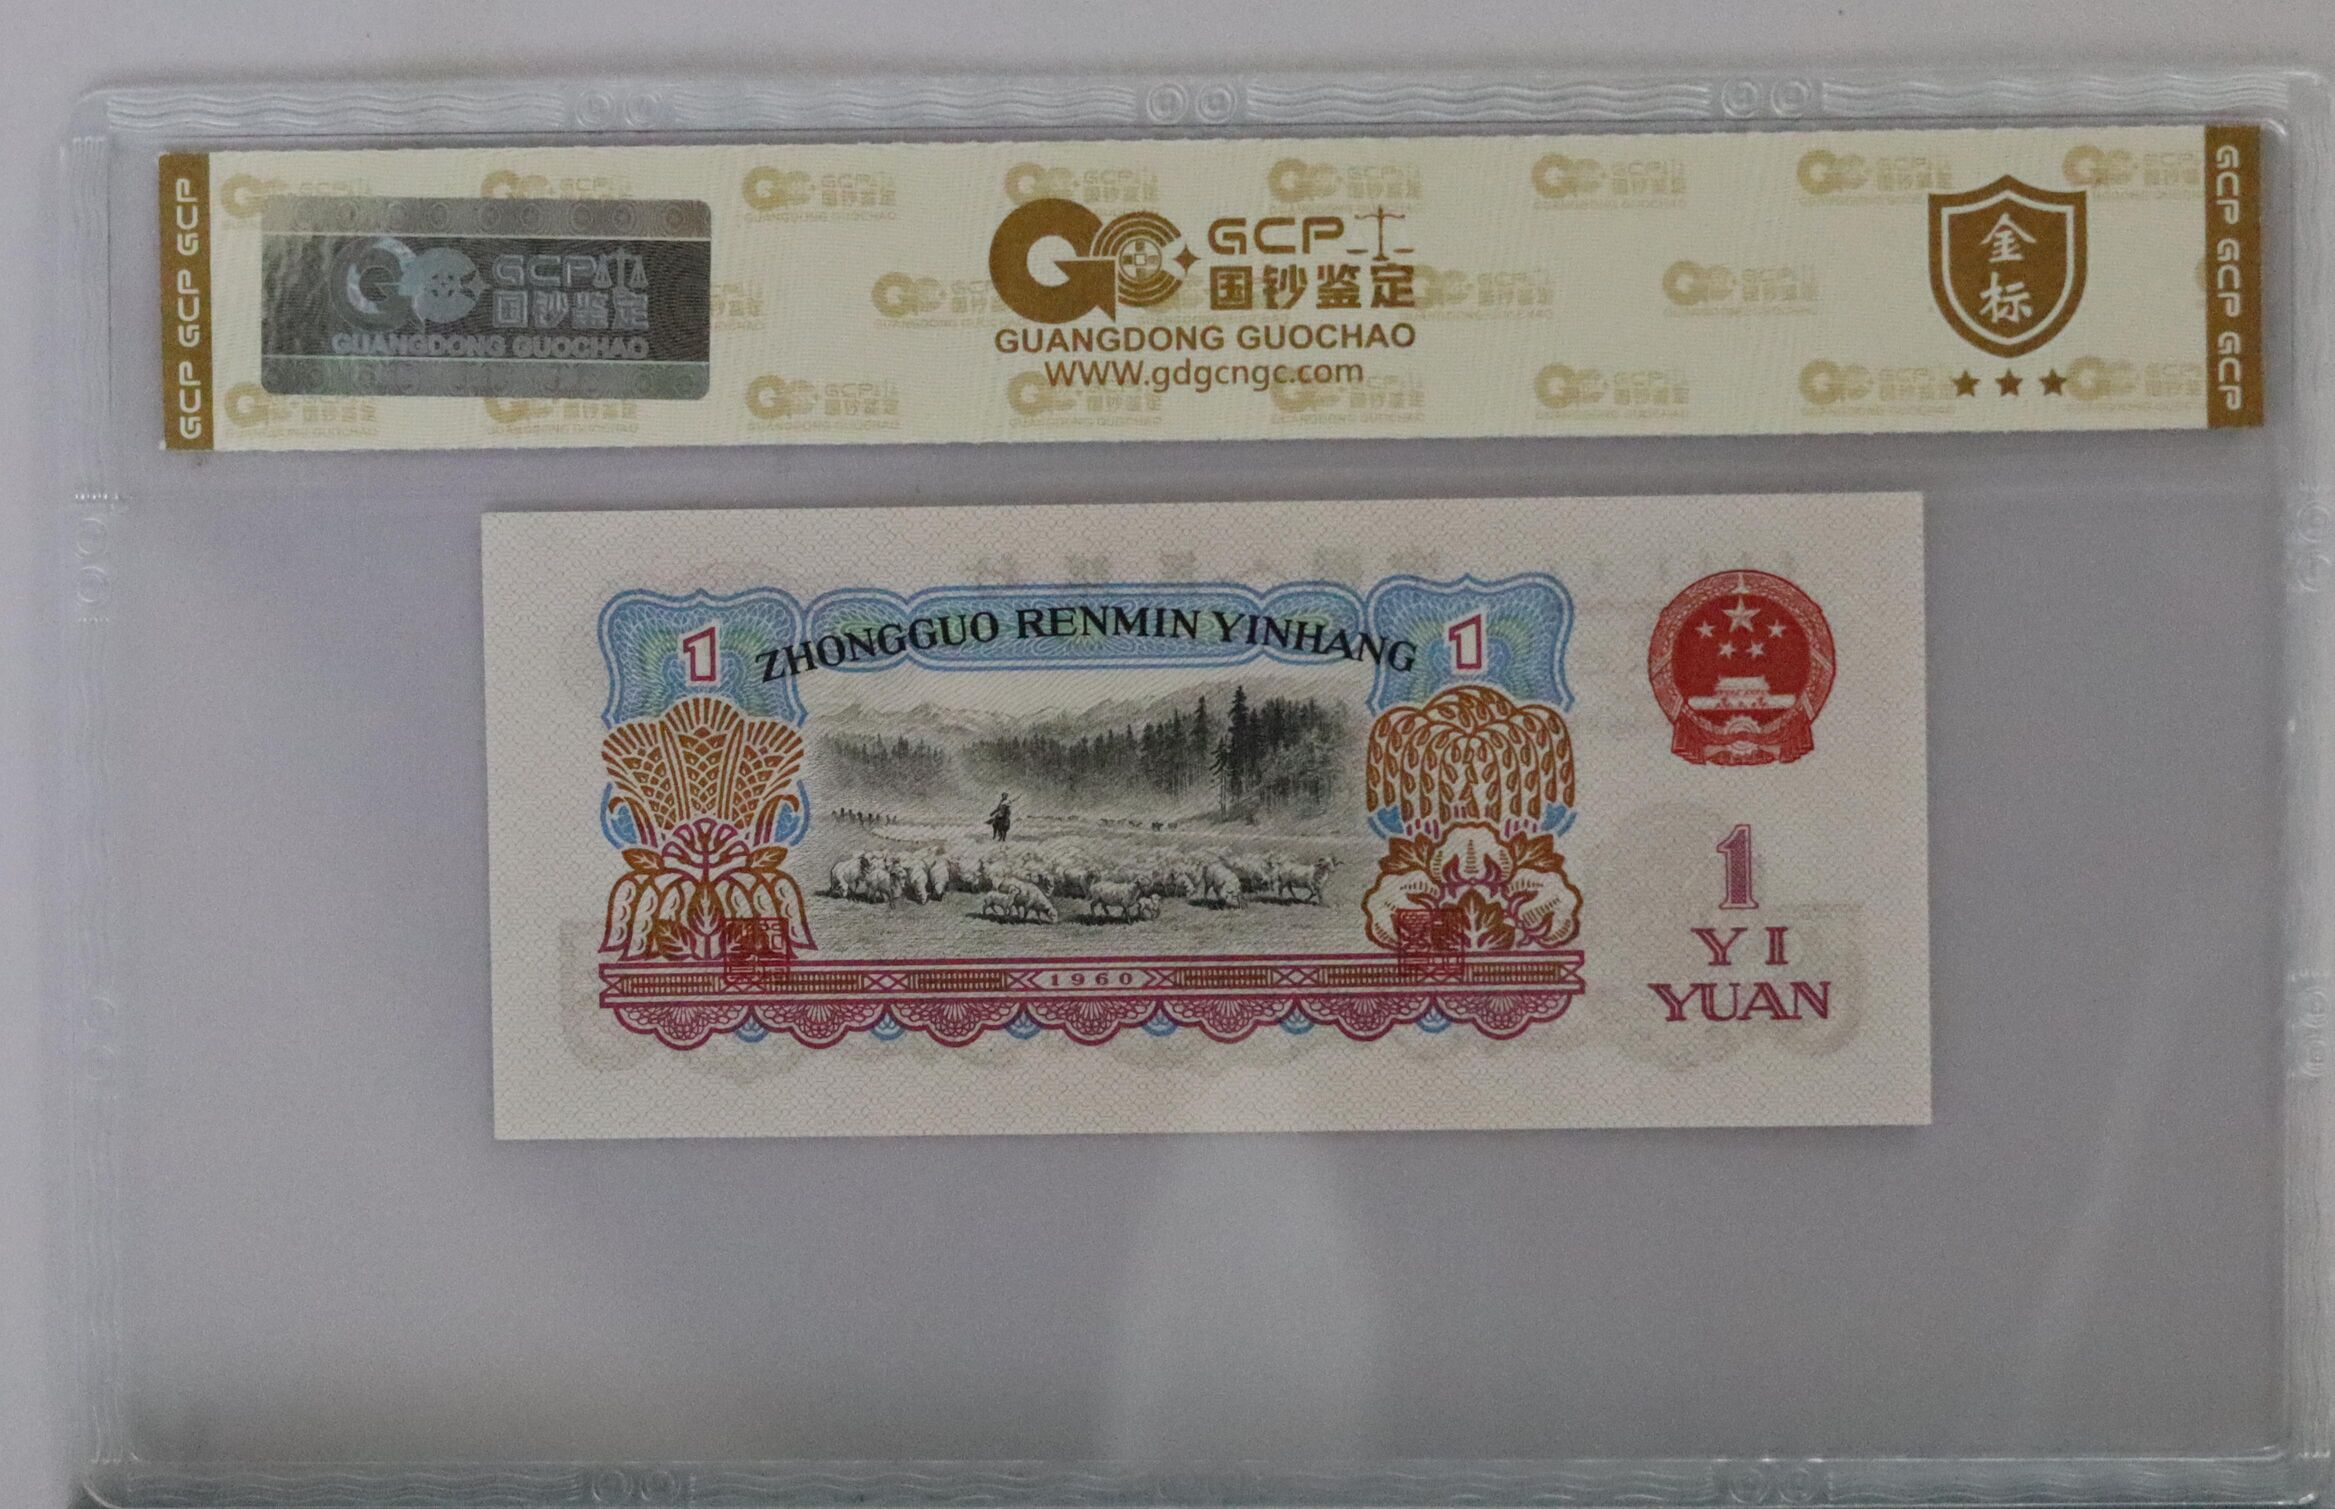 GCP GCP GCP
GCP
国钞鉴定
GUANGDONG GUOCHAO
GCP
国钞鉴定
GUANGDONG GUOCHAO
WWW.gdgcngc.com
金标
GCP GCP GCP
1
ZHONGGUO RENMIN YINHANG
1
1960
1
YI
YUAN